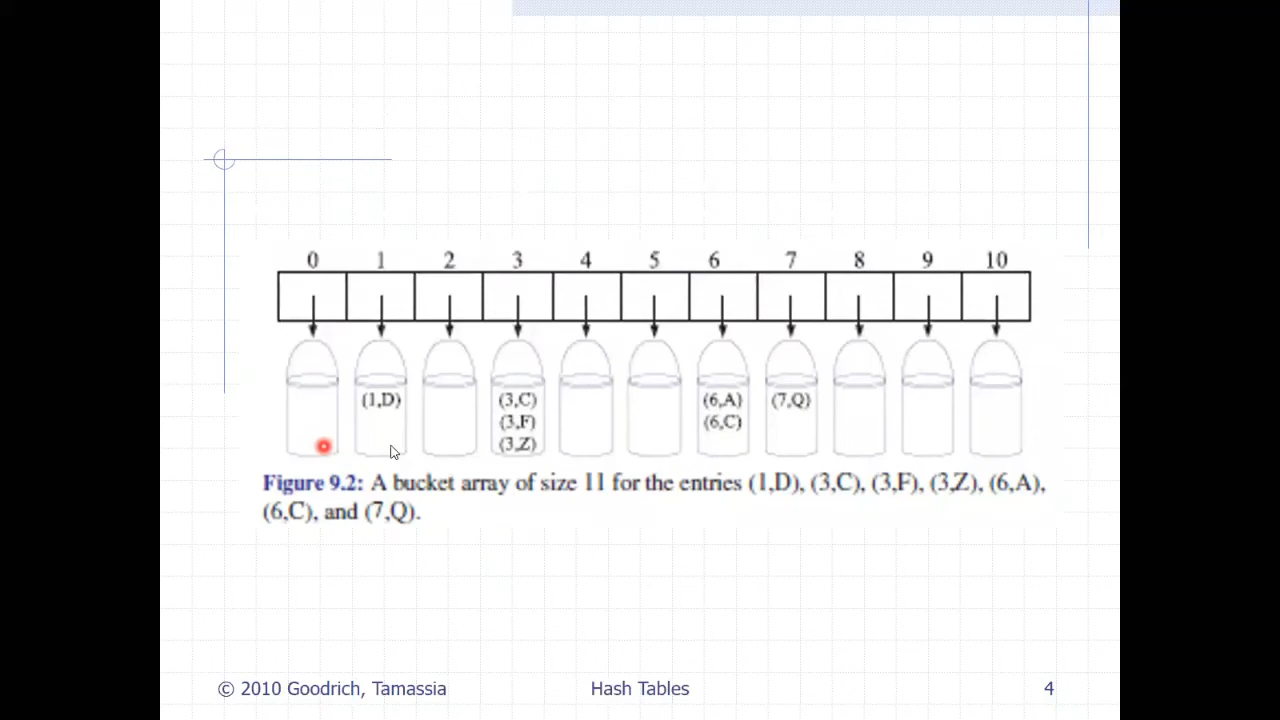 0 1 2 3 4 5 6 7 8 9 10
(1,D) (3,C) (6,A) (7,Q)
(3,F) (6,C)
(3,Z)
Figure 9.2: A bucket array of size 11 for the entries (1,D), (3,C), (3,F), (3,Z), (6,A),
(6,C), and (7,Q).
© 2010 Goodrich, Tamassia Hash Tables 4